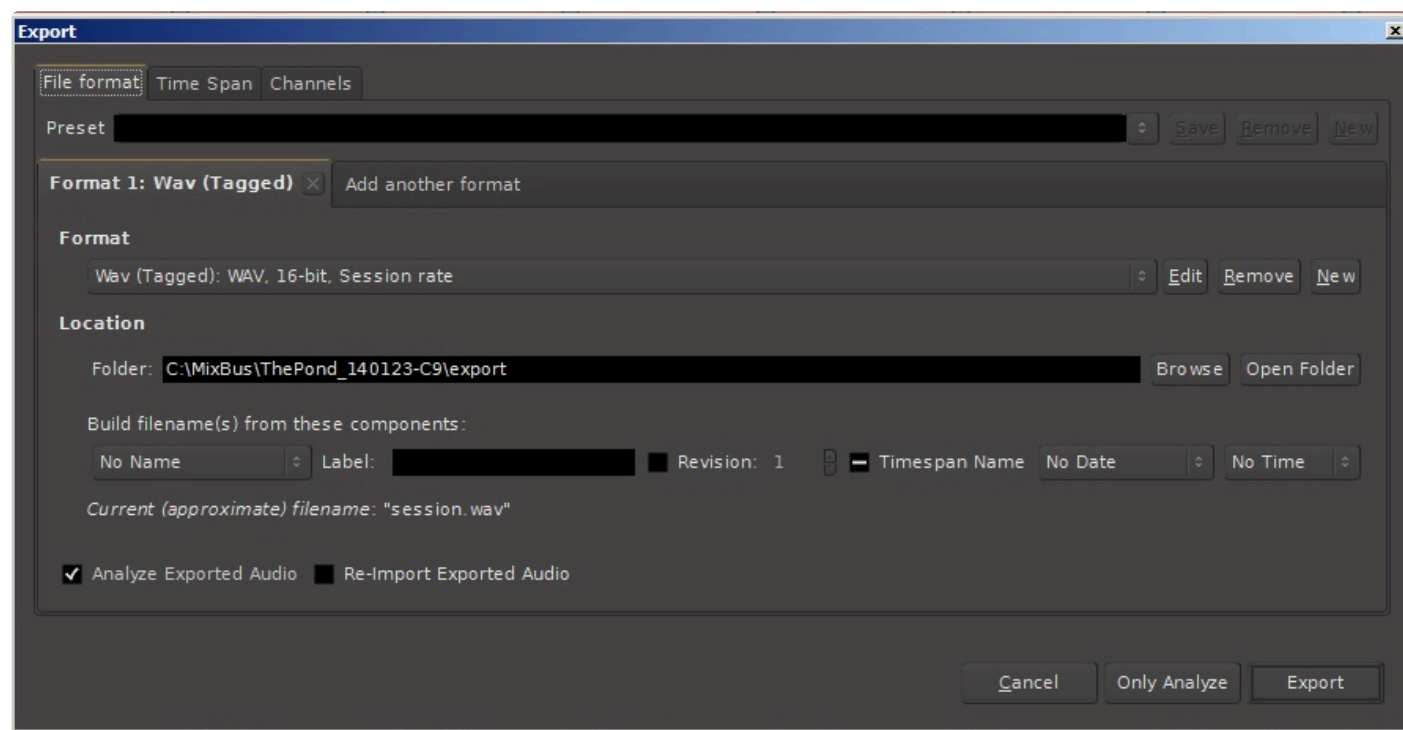 Export
File format Time Span Channels
Preset Save Remove New
Format 1: Wav (Tagged) Add another format
Format
Wav (Tagged): WAV, 16-bit, Session rate Edit Remove New
Location
Folder: C:\MixBus\ThePond_140123-C9\export Browse Open Folder
Build filename(s) from these components:
No Name Label: Revision: 1 Timespan Name No Date No Time
Current (approximate) filename: "session.wav"
Analyze Exported Audio Re-Import Exported Audio
Cancel Only Analyze Export